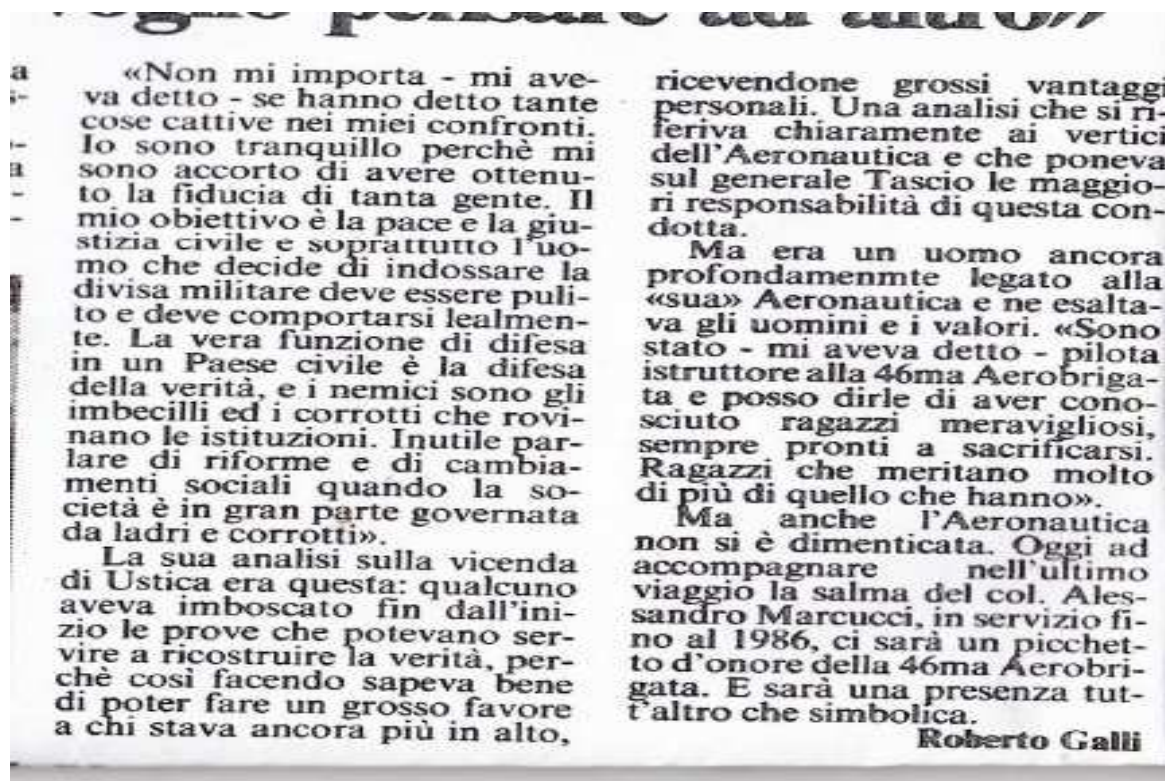 voglio pensare ad altro»
«Non mi importa - mi ave-
va detto - se hanno detto tante
cose cattive nei miei confronti.
Io sono tranquillo perchè mi
sono accorto di avere ottenu-
to la fiducia di tanta gente. Il
mio obiettivo è la pace e la giu-
stizia civile e soprattutto l'uo-
mo che decide di indossare la
divisa militare deve essere puli-
to e deve comportarsi lealmen-
te. La vera funzione di difesa
in un Paese civile è la difesa
della verità, e i nemici sono gli
imbecilli ed i corrotti che rovi-
nano le istituzioni. Inutile par-
lare di riforme e di cambia-
menti sociali quando la so-
cietà è in gran parte governata
da ladri e corrotti».
La sua analisi sulla vicenda
di Ustica era questa: qualcuno
aveva imboscato fin dall'ini-
zio le prove che potevano ser-
vire a ricostruire la verità, per-
chè così facendo sapeva bene
di poter fare un grosso favore
a chi stava ancora più in alto,
ricevendone grossi vantaggi
personali. Una analisi che si ri-
feriva chiaramente ai vertici
dell'Aeronautica e che poneva
sul generale Tascio le maggio-
ri responsabilità di questa con-
dotta.
Ma era un uomo ancora
profondamenmte legato alla
«sua» Aeronautica e ne esalta-
va gli uomini e i valori. «Sono
stato - mi aveva detto - pilota
istruttore alla 46ma Aerobriga-
ta e posso dirle di aver cono-
sciuto ragazzi meravigliosi,
sempre pronti a sacrificarsi.
Ragazzi che meritano molto
di più di quello che hanno».
Ma anche l'Aeronautica
non si è dimenticata. Oggi ad
accompagnare nell'ultimo
viaggio la salma del col. Ales-
sandro Marcucci, in servizio fi-
no al 1986, ci sarà un picchet-
to d'onore della 46ma Aerobri-
gata. E sarà una presenza tut-
t'altro che simbolica.
Roberto Galli